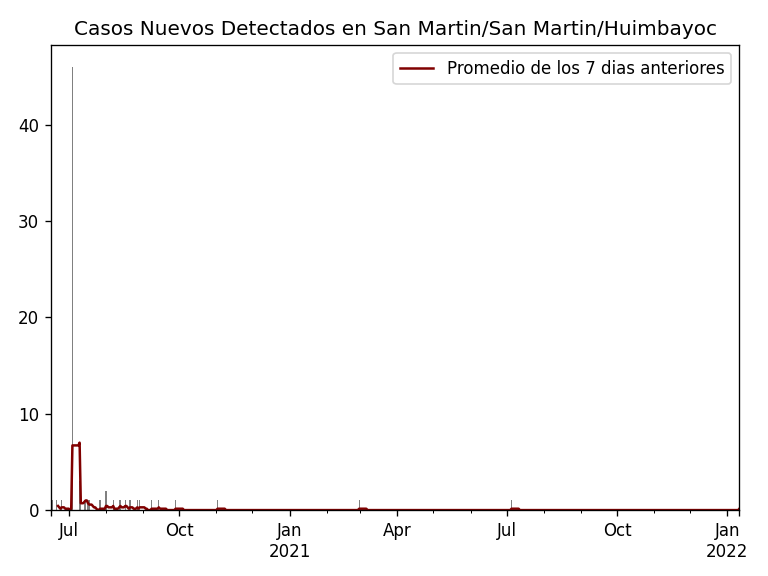 Casos Nuevos Detectados en San Martin/San Martin/Huimbayoc
Promedio de los 7 dias anteriores
40
30
20
10
0
Jul Oct Jan Apr Jul Oct Jan
2021 2022